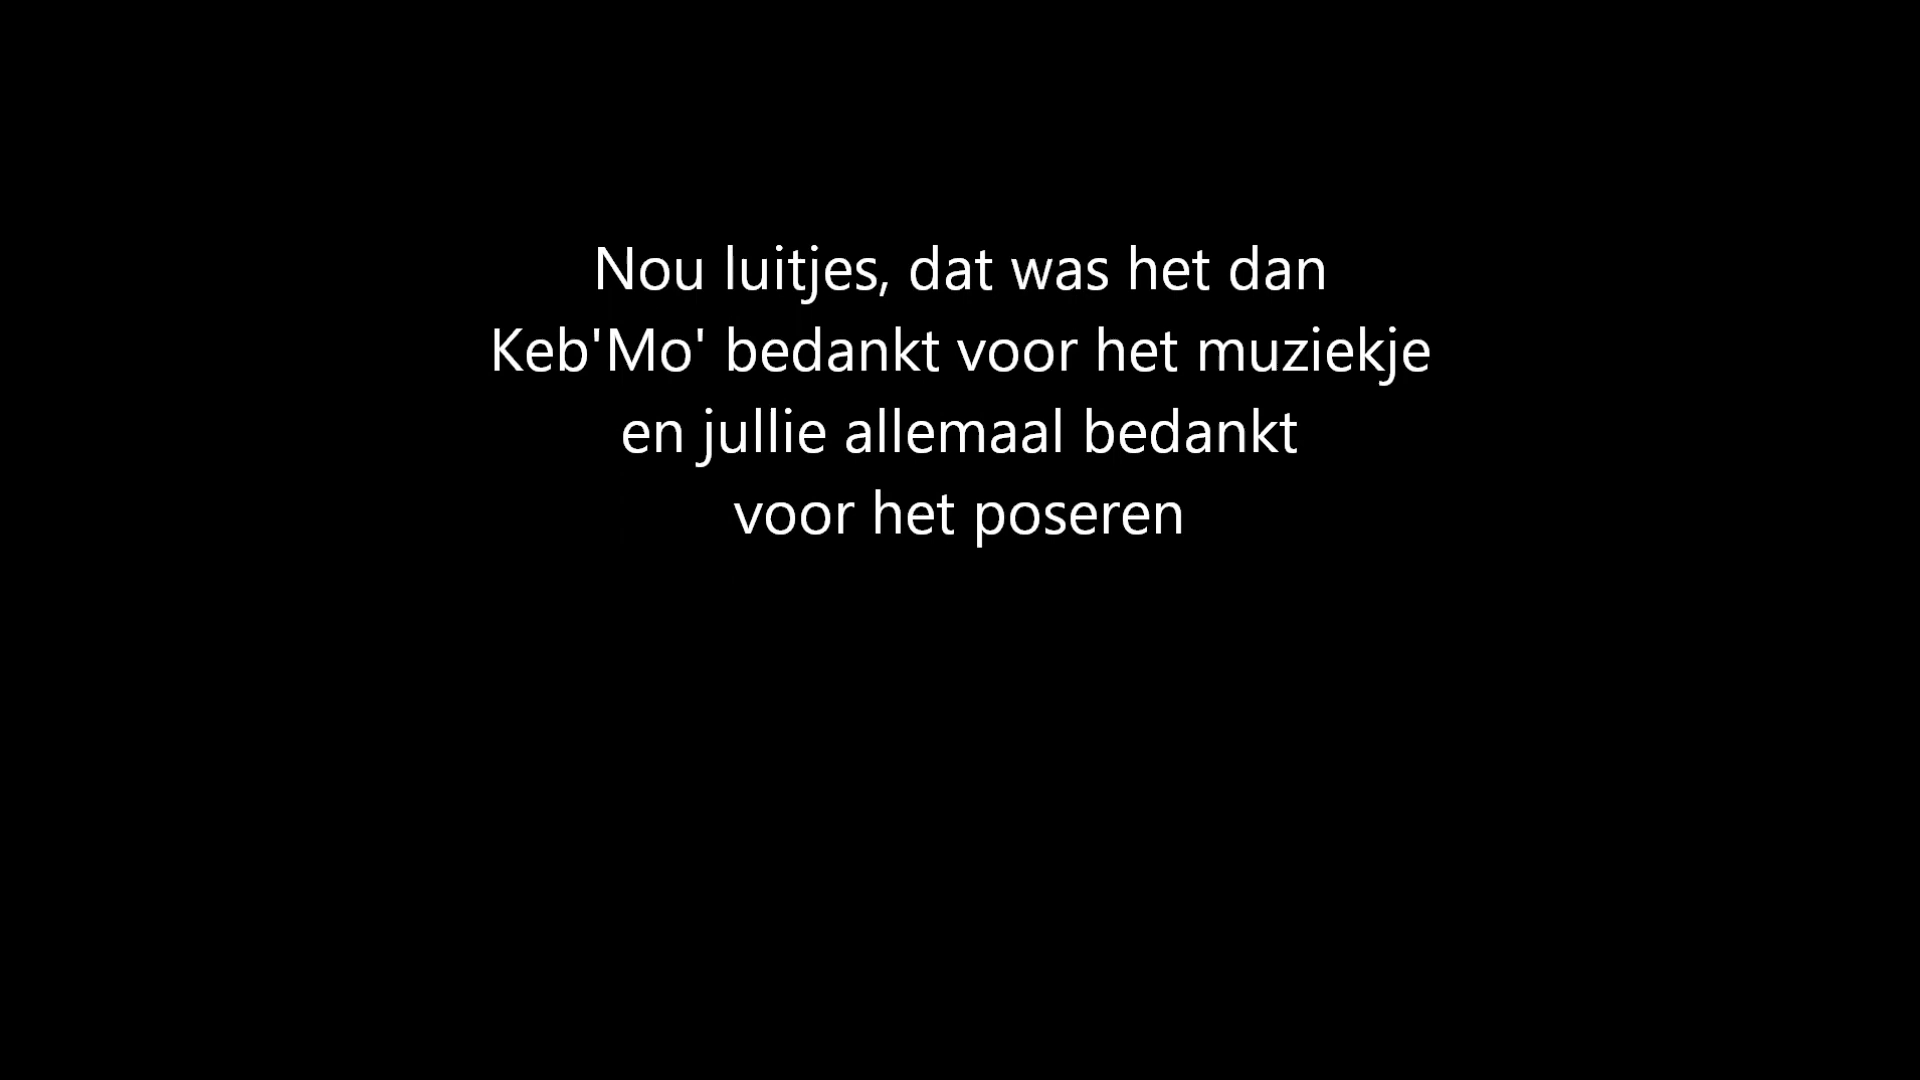 Nou luitjes, dat was het dan
Keb'Mo' bedankt voor het muziekje
en jullie allemaal bedankt
voor het poseren